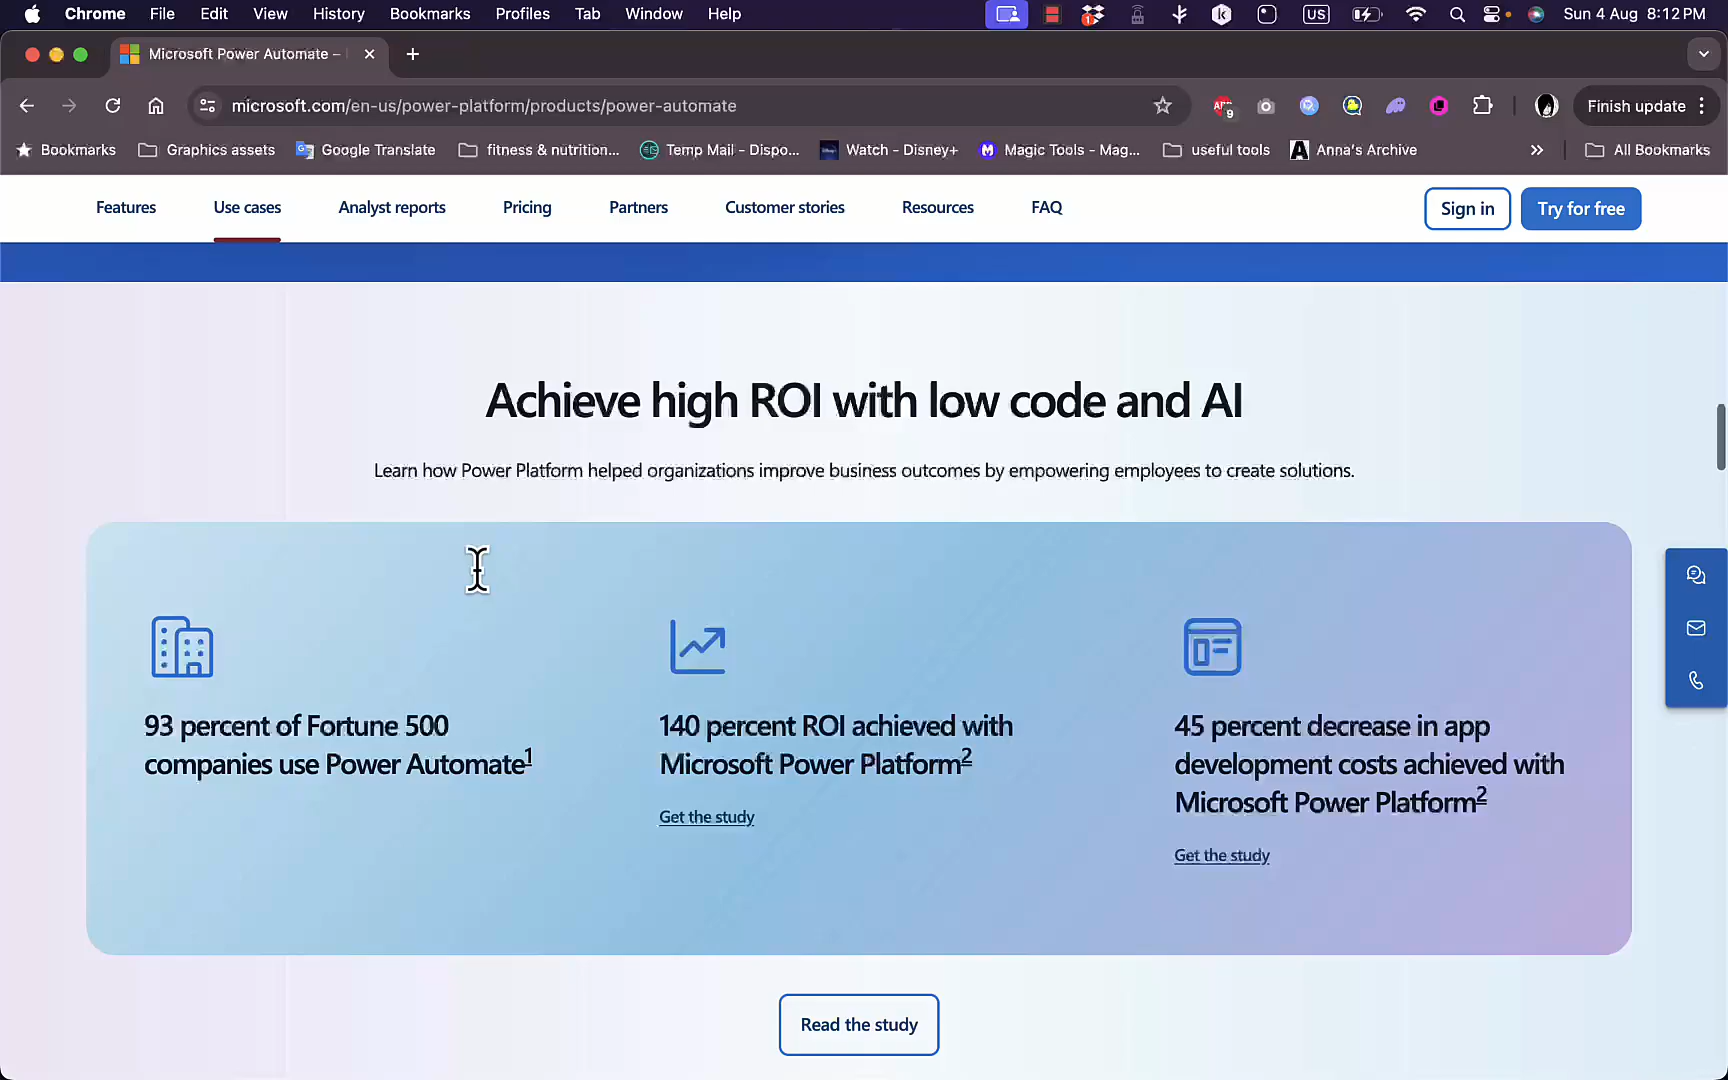 Chrome File Edit View History Bookmarks Profiles Tab Window Help US Sun 4 Aug 8:12 PM
Microsoft Power Automate –
microsoft.com/en-us/power-platform/products/power-automate 9 Finish update
Bookmarks Graphics assets Google Translate fitness & nutrition... Temp Mail - Dispo... Watch - Disney+ Magic Tools - Mag... useful tools Anna's Archive All Bookmarks
Features Use cases Analyst reports Pricing Partners Customer stories Resources FAQ Sign in Try for free
Achieve high ROI with low code and AI
Learn how Power Platform helped organizations improve business outcomes by empowering employees to create solutions.
93 percent of Fortune 500
companies use Power Automate1
140 percent ROI achieved with
Microsoft Power Platform2
Get the study
45 percent decrease in app
development costs achieved with
Microsoft Power Platform2
Get the study
Read the study